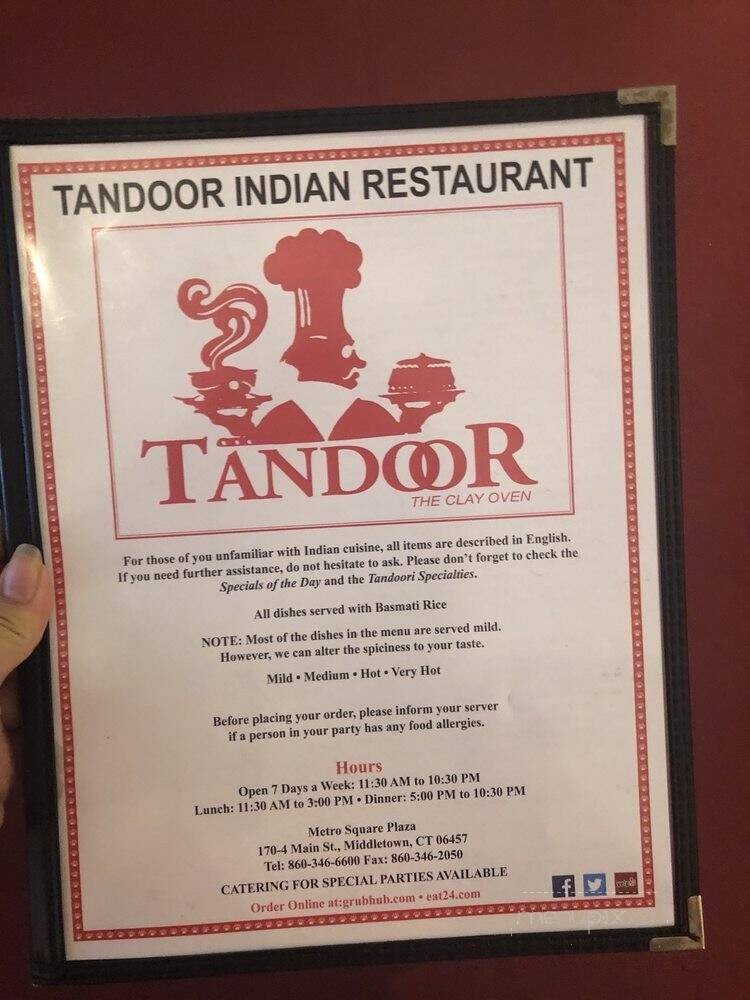 TANDOOR INDIAN RESTAURANT
TANDOOR
THE CLAY OVEN
For those of you unfamiliar with Indian cuisine, all items are described in English.
If you need further assistance, do not hesitate to ask. Please don't forget to check the
Specials of the Day and the Tandoori Specialties.
All dishes served with Basmati Rice
NOTE: Most of the dishes in the menu are served mild.
However, we can alter the spiciness to your taste.
Mild • Medium • Hot • Very Hot
Before placing your order, please inform your server
if a person in your party has any food allergies.
Hours
Open 7 Days a Week: 11:30 AM to 10:30 PM
Lunch: 11:30 AM to 3:00 PM • Dinner: 5:00 PM to 10:30 PM
Metro Square Plaza
170-4 Main St., Middletown, CT 06457
Tel: 860-346-6600 Fax: 860-346-2050
CATERING FOR SPECIAL PARTIES AVAILABLE
Order Online at:grubhub.com • eat24.com